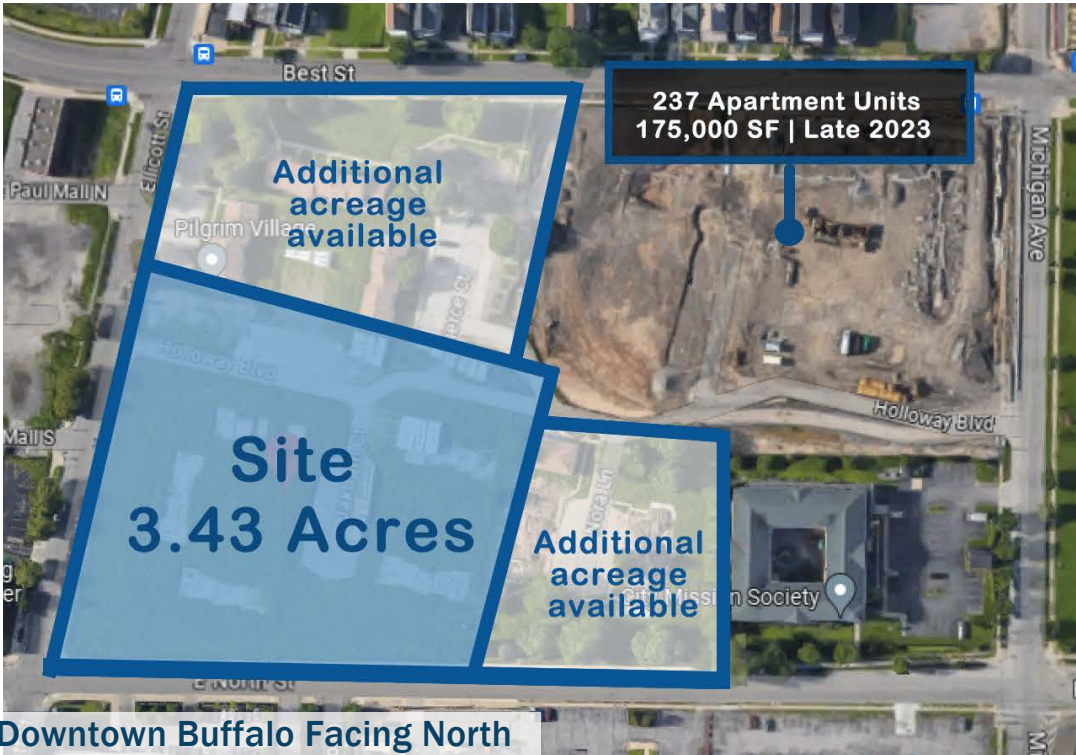 Best St
237 Apartment Units
175,000 SF | Late 2023
Ellicott St
Michigan Ave
Additional
acreage
available
Paul Mall N
Pilgrim Village
Holloway Blvd
Holloway Blvd
Mall S
Site
3.43 Acres
Additional
acreage
available
n Society
E North St
Downtown Buffalo Facing North